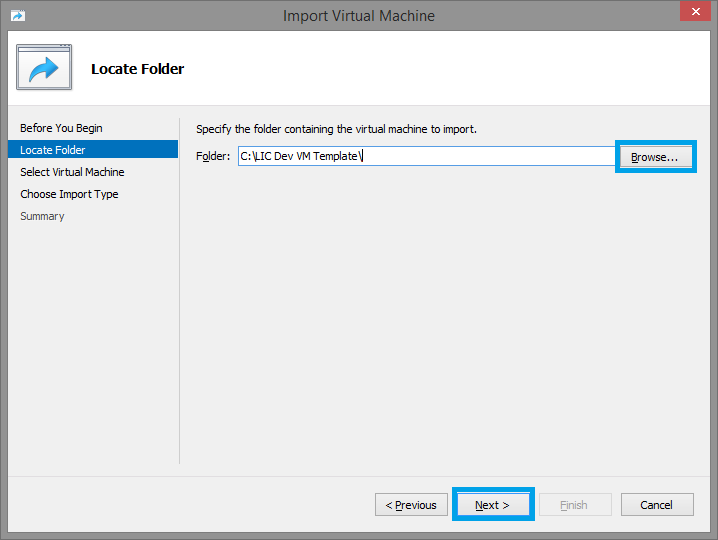 Import Virtual Machine
Locate Folder
Before You Begin
Locate Folder
Select Virtual Machine
Choose Import Type
Summary
Specify the folder containing the virtual machine to import.
Folder: C:\LIC Dev VM Template\ Browse...
< Previous Next > Finish Cancel